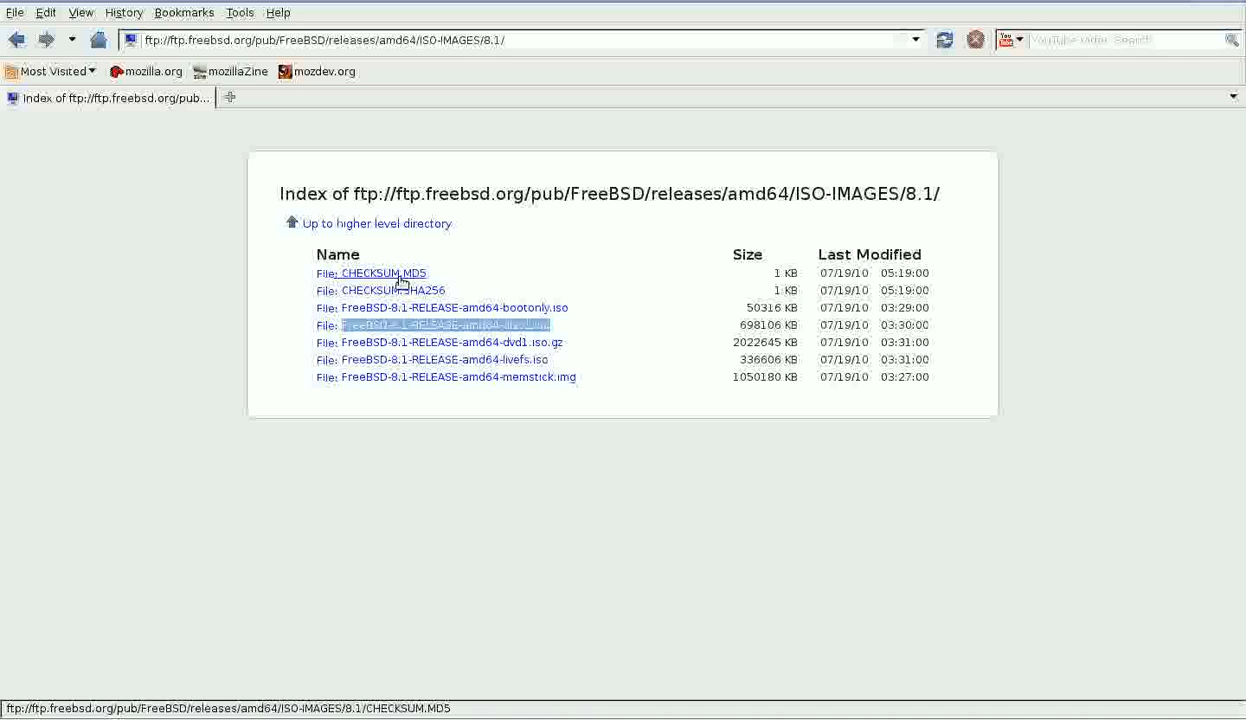 File Edit View History Bookmarks Tools Help
ftp://ftp.freebsd.org/pub/FreeBSD/releases/amd64/ISO-IMAGES/8.1/ You Tube YouTube Video Search
Most Visited mozilla.org mozillaZine mozdev.org
Index of ftp://ftp.freebsd.org/pub...
Index of ftp://ftp.freebsd.org/pub/FreeBSD/releases/amd64/ISO-IMAGES/8.1/
Up to higher level directory
Name Size Last Modified
File: CHECKSUM.MD5 1 KB 07/19/10 05:19:00
File: CHECKSUM.SHA256 1 KB 07/19/10 05:19:00
File: FreeBSD-8.1-RELEASE-amd64-bootonly.iso 50316 KB 07/19/10 03:29:00
File: 698106 KB 07/19/10 03:30:00
File: FreeBSD-8.1-RELEASE-amd64-dvd1.iso.gz 2022645 KB 07/19/10 03:31:00
File: FreeBSD-8.1-RELEASE-amd64-livefs.iso 336606 KB 07/19/10 03:31:00
File: FreeBSD-8.1-RELEASE-amd64-memstick.img 1050180 KB 07/19/10 03:27:00
ftp://ftp.freebsd.org/pub/FreeBSD/releases/amd64/ISO-IMAGES/8.1/CHECKSUM.MD5